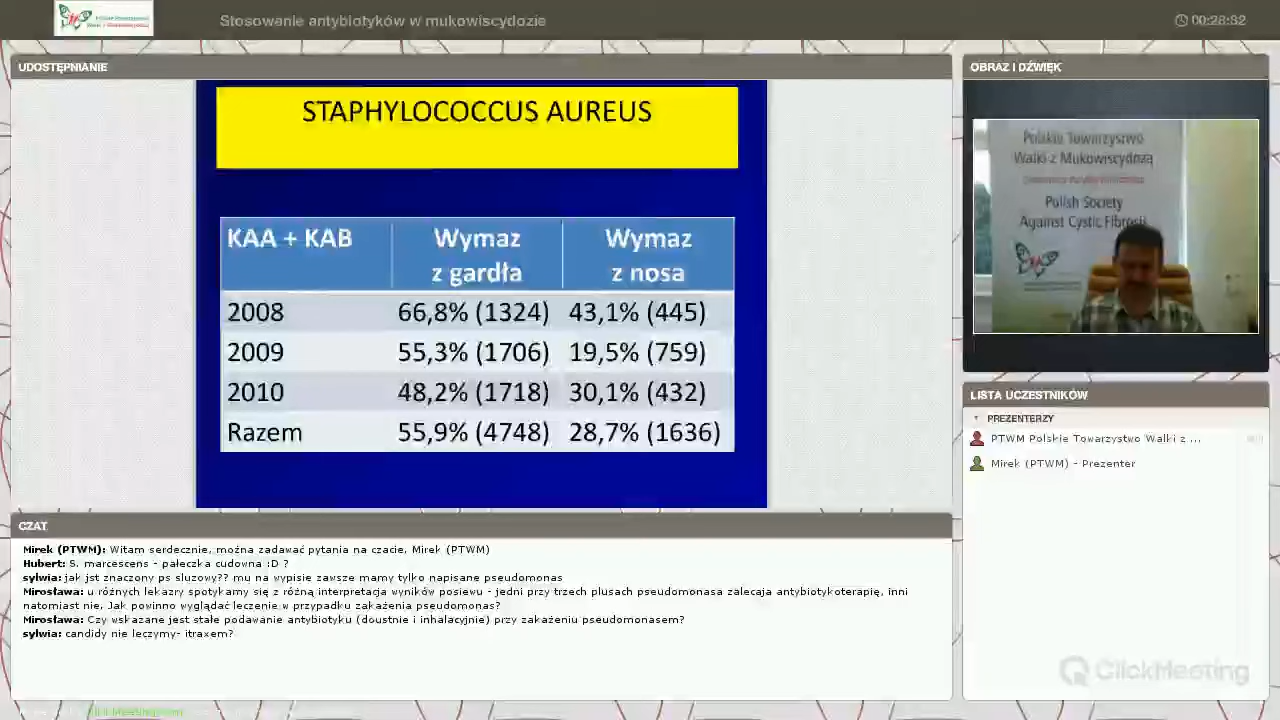 Stosowanie antybiotyków w mukowiscydozie
00:28:32
UDOSTĘPNIANIE
STAPHYLOCOCCUS AUREUS
KAA + KAB Wymaz z gardła Wymaz z nosa
2008 66,8% (1324) 43,1% (445)
2009 55,3% (1706) 19,5% (759)
2010 48,2% (1718) 30,1% (432)
Razem 55,9% (4748) 28,7% (1636)
OBRAZ I DŹWIĘK
Polskie Towarzystwo
Walki z Mukowiscydozą
Polish Society
Against Cystic Fibrosis
LISTA UCZESTNIKÓW
PREZENTERZY
PTWM Polskie Towarzystwo Walki z ...
Mirek (PTWM) - Prezenter
CZAT
Mirek (PTWM): Witam serdecznie, można zadawać pytania na czacie. Mirek (PTWM)
Hubert: S. marcescens - pałeczka cudowna :D ?
sylwia: jak jst znaczony ps sluzowy?? mu na wypisie zawsze mamy tylko napisane pseudomonas
Mirosława: u różnych lekazry spotykamy się z różną interpretacja wyników posiewu - jedni przy trzech plusach pseudomonasa zalecaja antybiotykoterapię, inni
natomiast nie. Jak powinno wyglądać leczenie w przypadku zakażenia pseudomonas?
Mirosława: Czy wskazane jest stałe podawanie antybiotyku (doustnie i inhalacyjnie) przy zakażeniu pseudomonasem?
sylwia: candidy nie leczymy- itraxem?
ClickMeeting